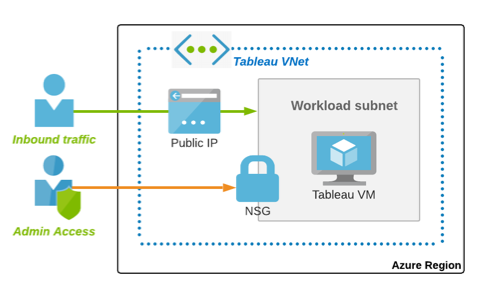 Tableau VNet
Inbound traffic
Public IP
Workload subnet
Tableau VM
Admin Access
NSG
Azure Region